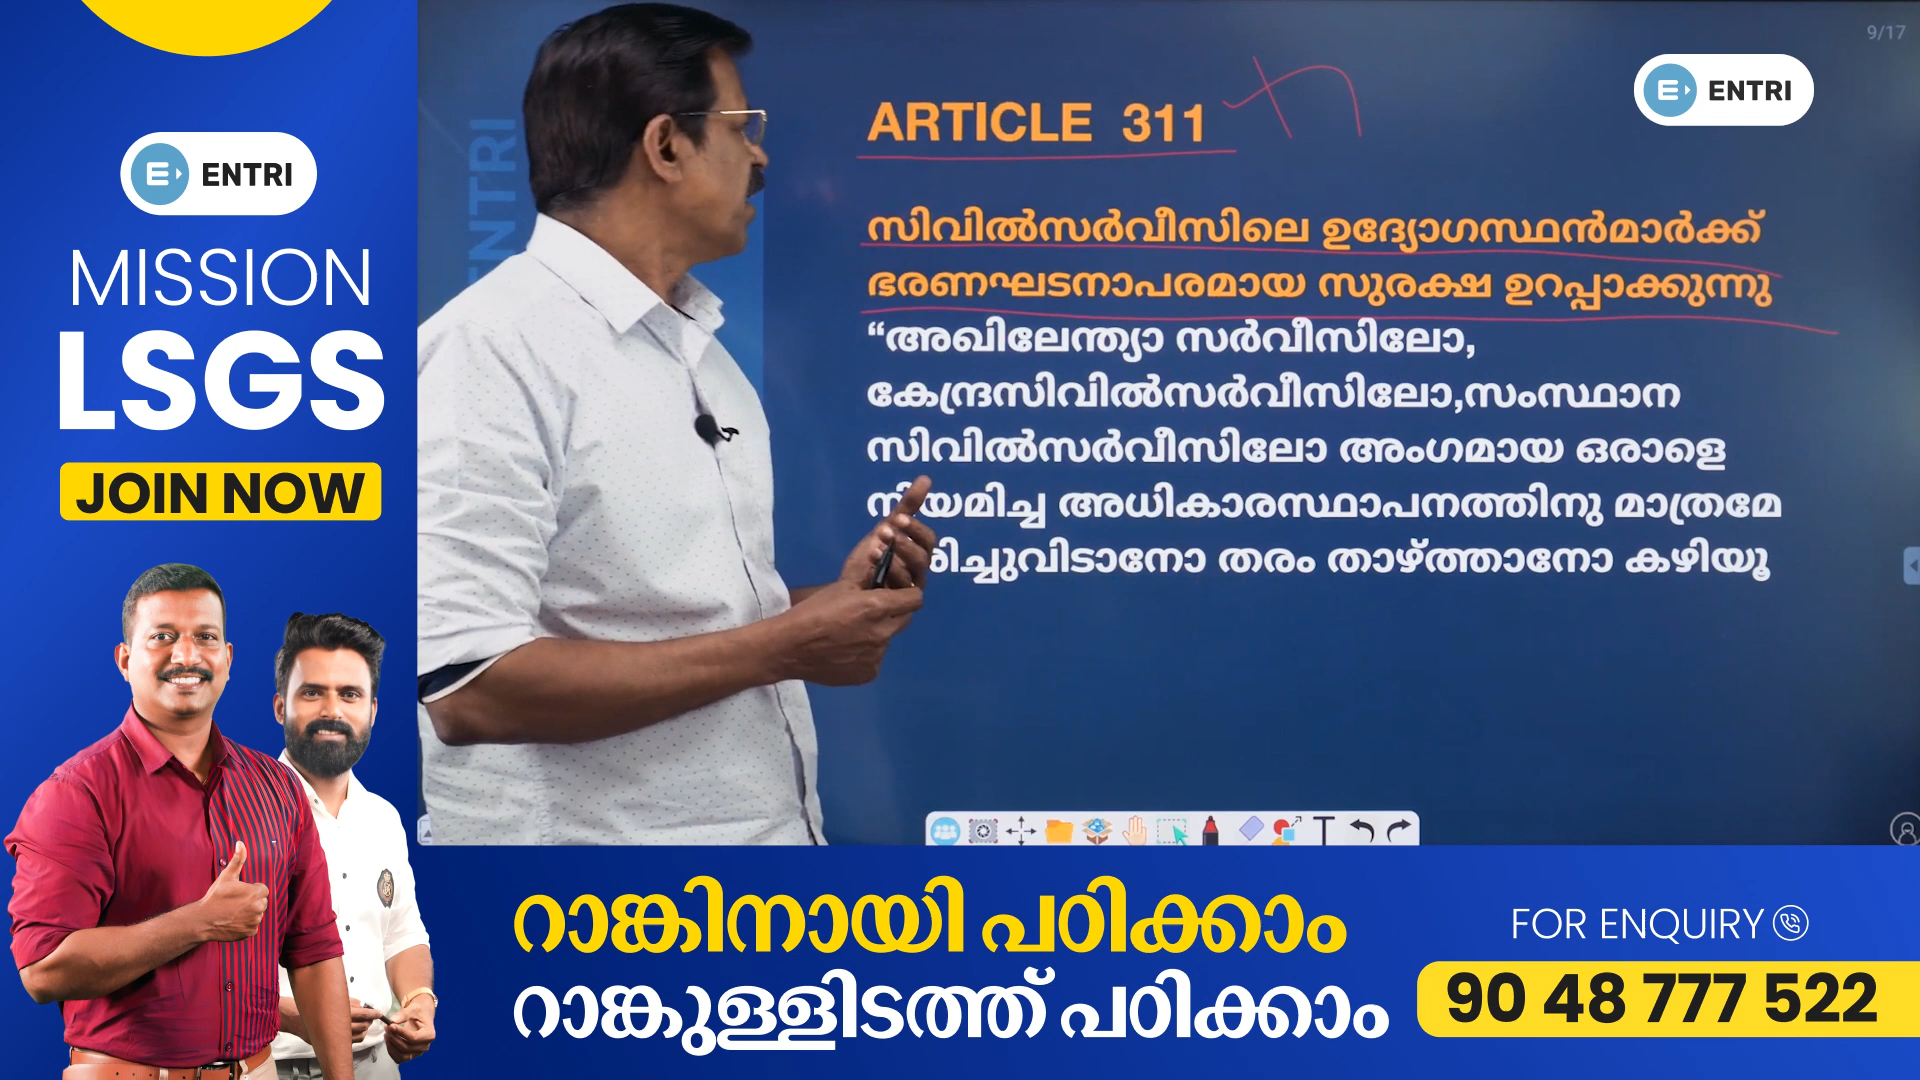 ENTRI
MISSION
LSGS
JOIN NOW
ENTRI
9/17
ENTRI
ARTICLE 311
സിവിൽസർവീസിലെ ഉദ്യോഗസ്ഥൻമാർക്ക്
ഭരണഘടനാപരമായ സുരക്ഷ ഉറപ്പാക്കുന്നു
“അഖിലേന്ത്യാ സർവീസിലോ,
കേന്ദ്രസിവിൽസർവീസിലോ,സംസ്ഥാന
സിവിൽസർവീസിലോ അംഗമായ ഒരാളെ
നിയമിച്ച അധികാരസ്ഥാപനത്തിനു മാത്രമേ
തരം താഴ്ത്താനോ കഴിയൂ
റാങ്കിനായി പഠിക്കാം
റാങ്കുള്ളിടത്ത് പഠിക്കാം
FOR ENQUIRY
90 48 777 522